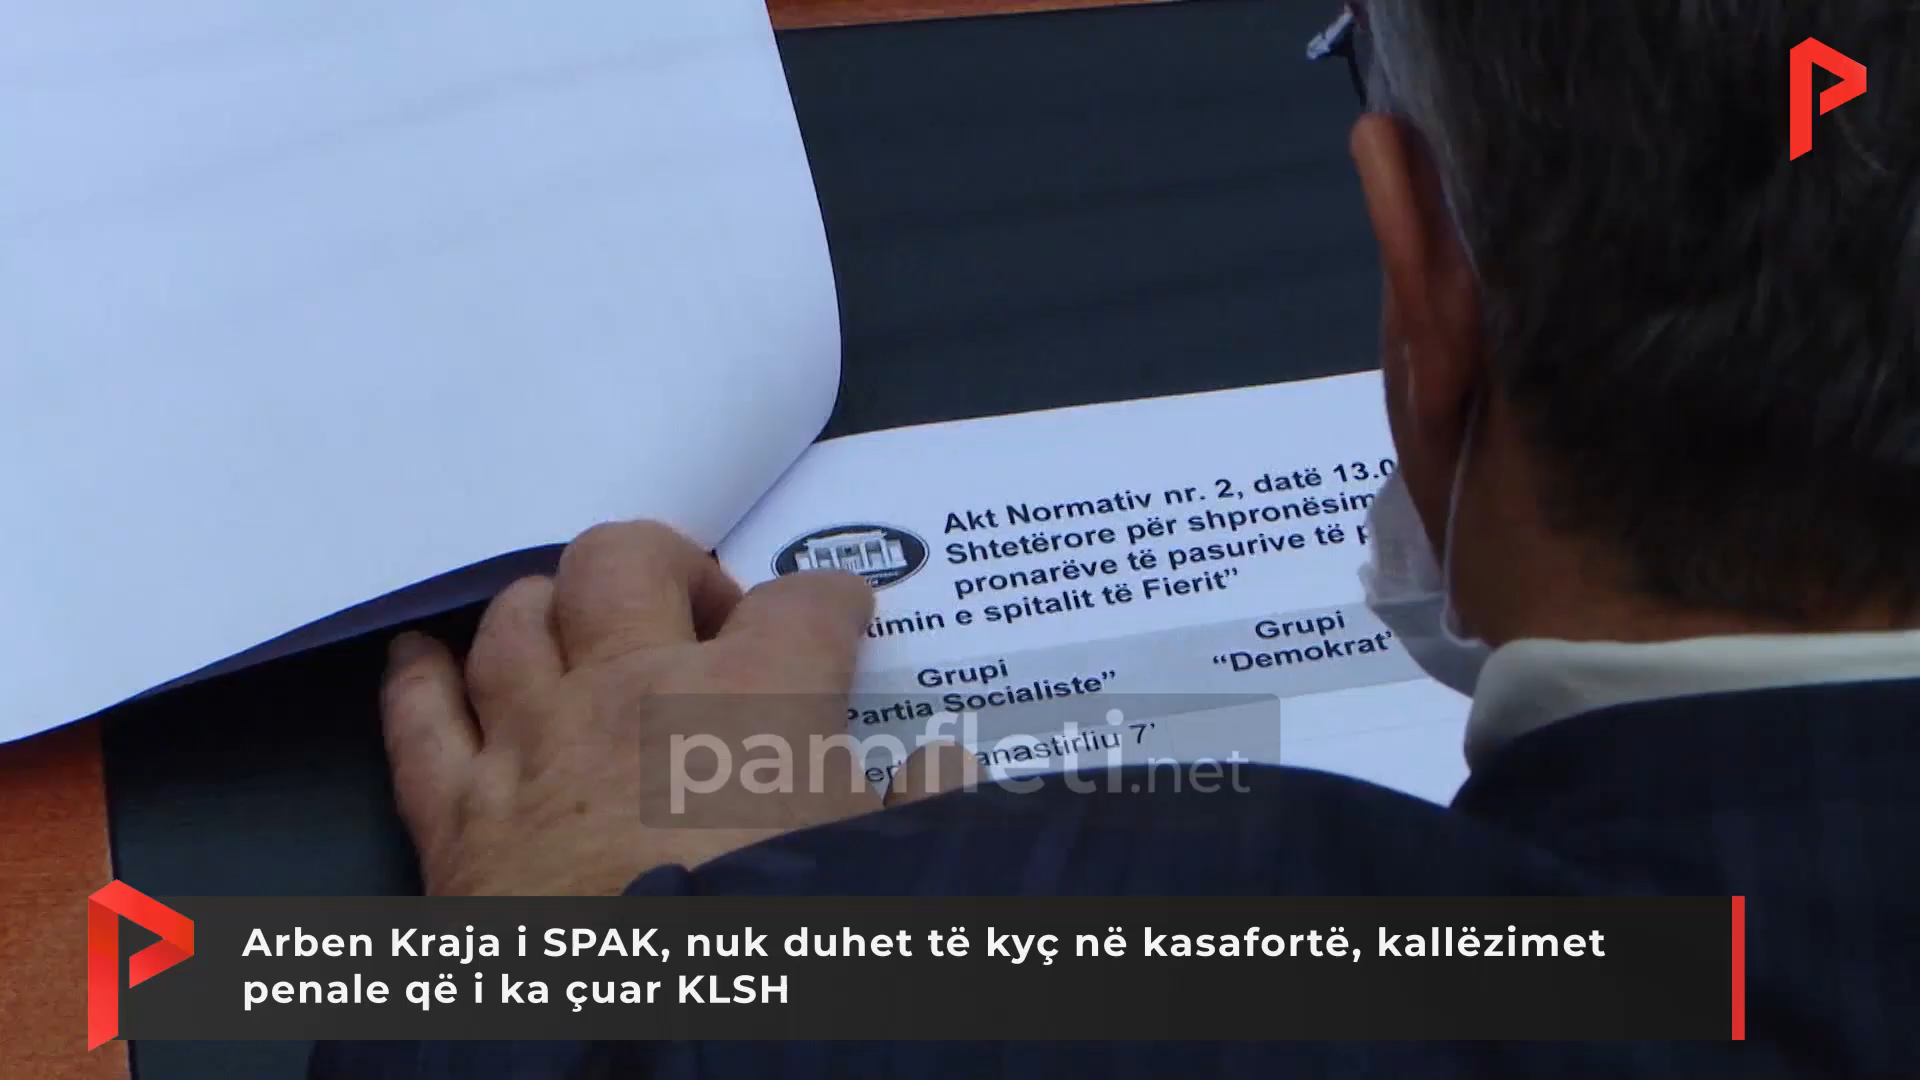 Akt Normativ nr. 2, datë 13.0
Shtetërore për shpronësim
pronarëve të pasurive të
timin e spitalit të Fierit”
Grupi
Partia Socialiste”
Grupi
“Demokrat’
anastirliu 7’
pamfleti.net
Arben Kraja i SPAK, nuk duhet të kyç në kasafortë, kallëzimet
penale që i ka çuar KLSH